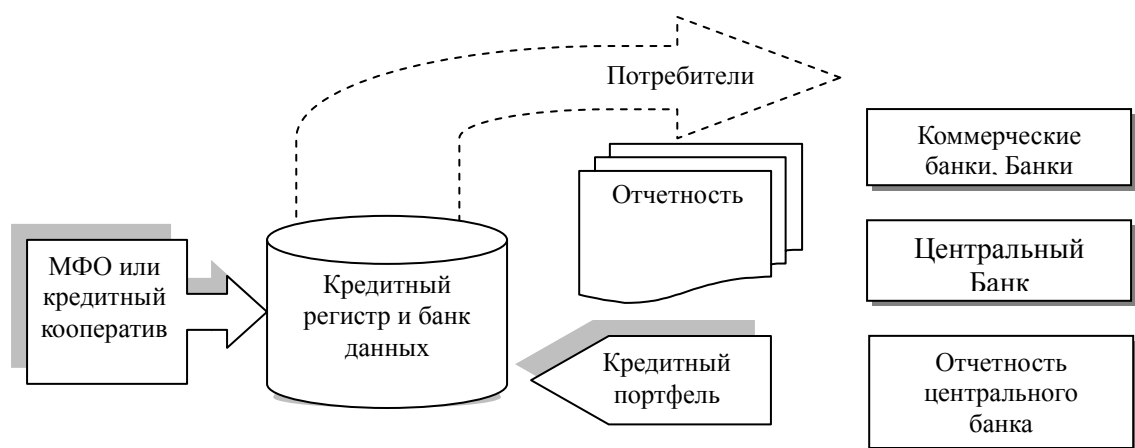 Потребители
Коммерческие
банки, Банки
Отчетность
МФО или
кредитный
кооператив
Кредитный
регистр и банк
данных
Центральный
Банк
Кредитный
портфель
Отчетность
центрального
банка